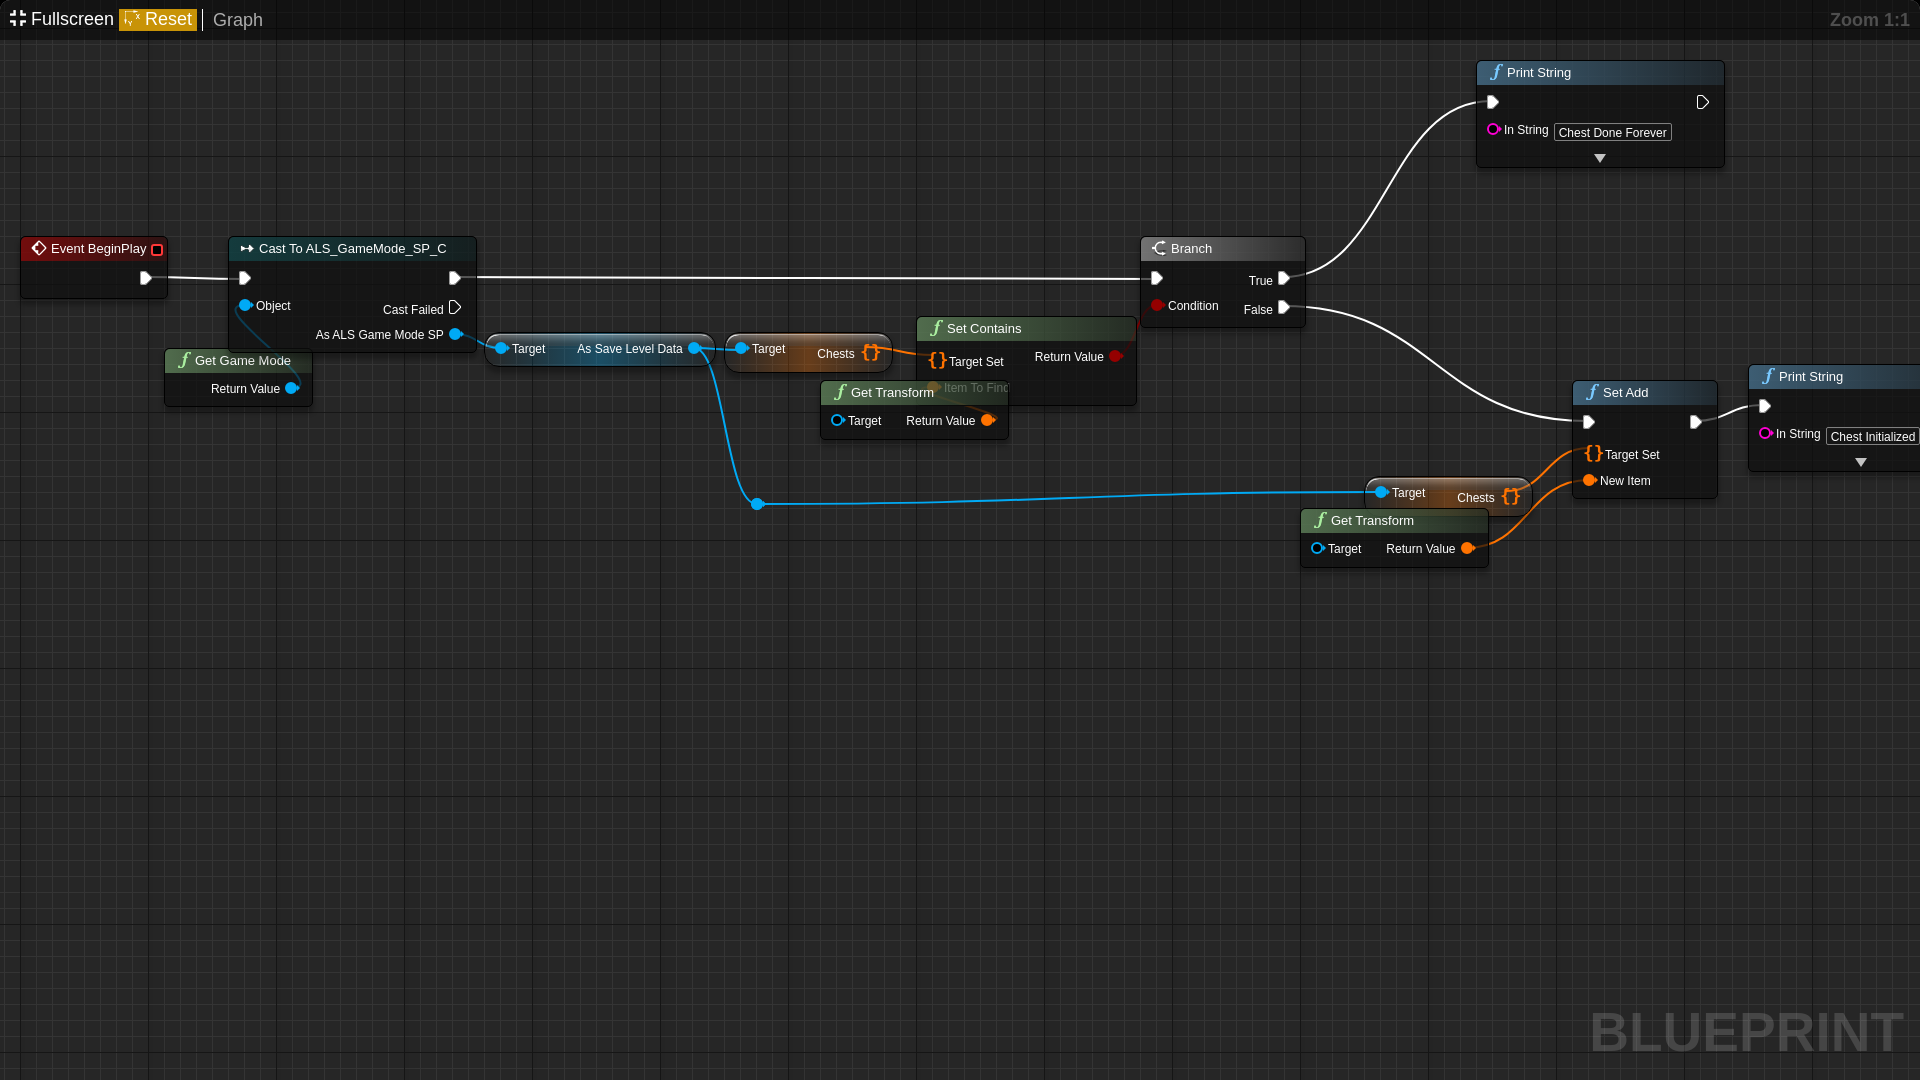 Fullscreen Reset Graph
Zoom 1:1
Print String
In String Chest Done Forever
Event BeginPlay
Cast To ALS_GameMode_SP_C
Object
Cast Failed
As ALS Game Mode SP
Get Game Mode
Return Value
Target As Save Level Data
Target Chests
Set Contains
Target Set
Return Value
Item To Find
Get Transform
Target Return Value
Branch
True
Condition
False
Set Add
Target Set
New Item
Print String
In String Chest Initialized
Target Chests
Get Transform
Target Return Value
BLUEPRINT